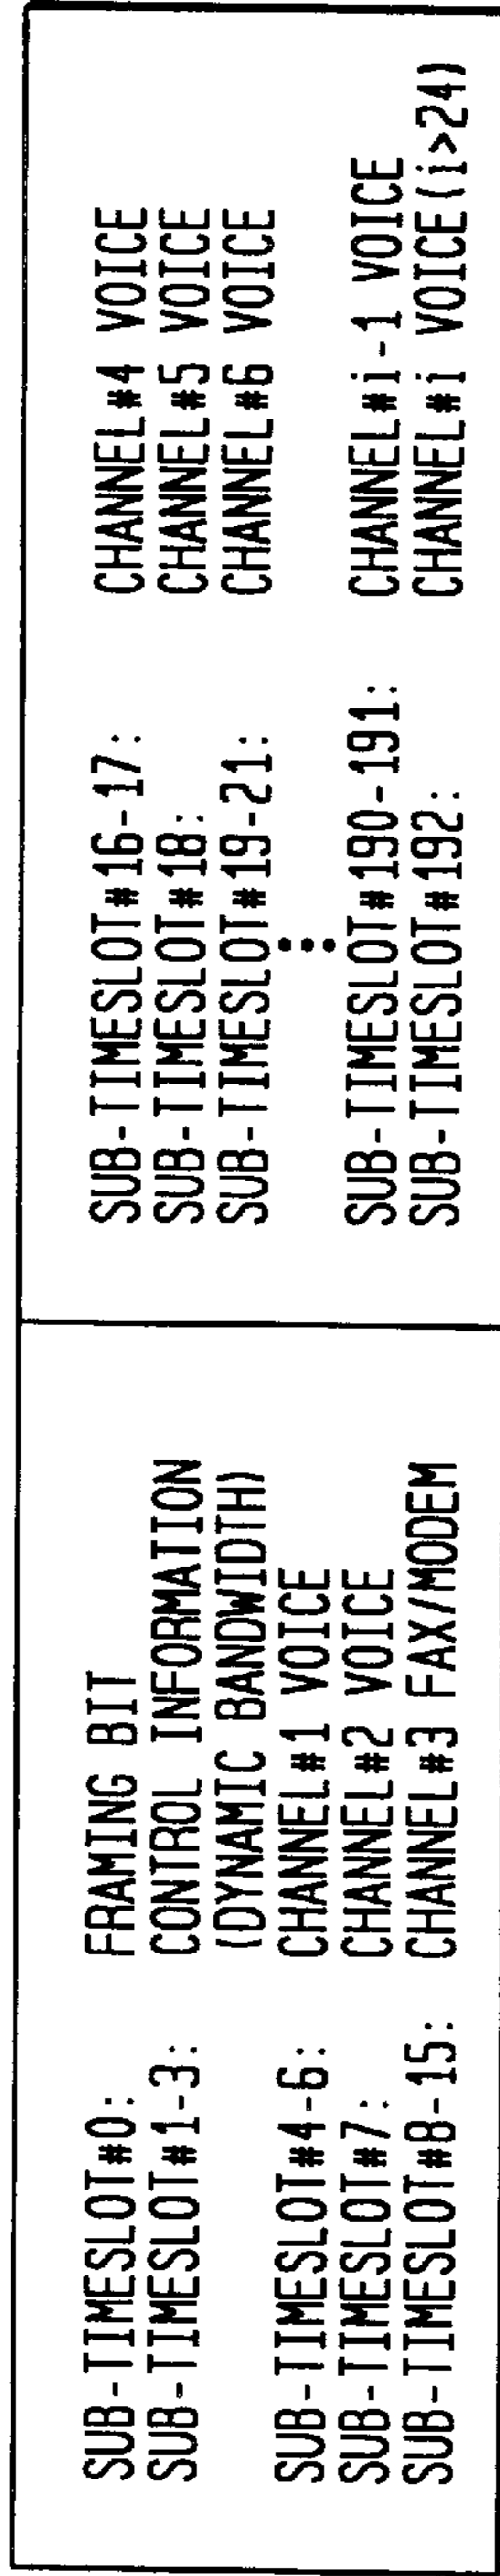 SUB-TIMESLOT#0: FRAMING BIT
SUB-TIMESLOT#1-3: CONTROL INFORMATION
(DYNAMIC BANDWIDTH)
SUB-TIMESLOT#4-6: CHANNEL#1 VOICE
SUB-TIMESLOT#7: CHANNEL#2 VOICE
SUB-TIMESLOT#8-15: CHANNEL#3 FAX/MODEM
SUB-TIMESLOT#16-17: CHANNEL#4 VOICE
SUB-TIMESLOT#18: CHANNEL#5 VOICE
SUB-TIMESLOT#19-21: CHANNEL#6 VOICE
SUB-TIMESLOT#190-191: CHANNEL#i-1 VOICE
SUB-TIMESLOT#192: CHANNEL#i VOICE(i>24)